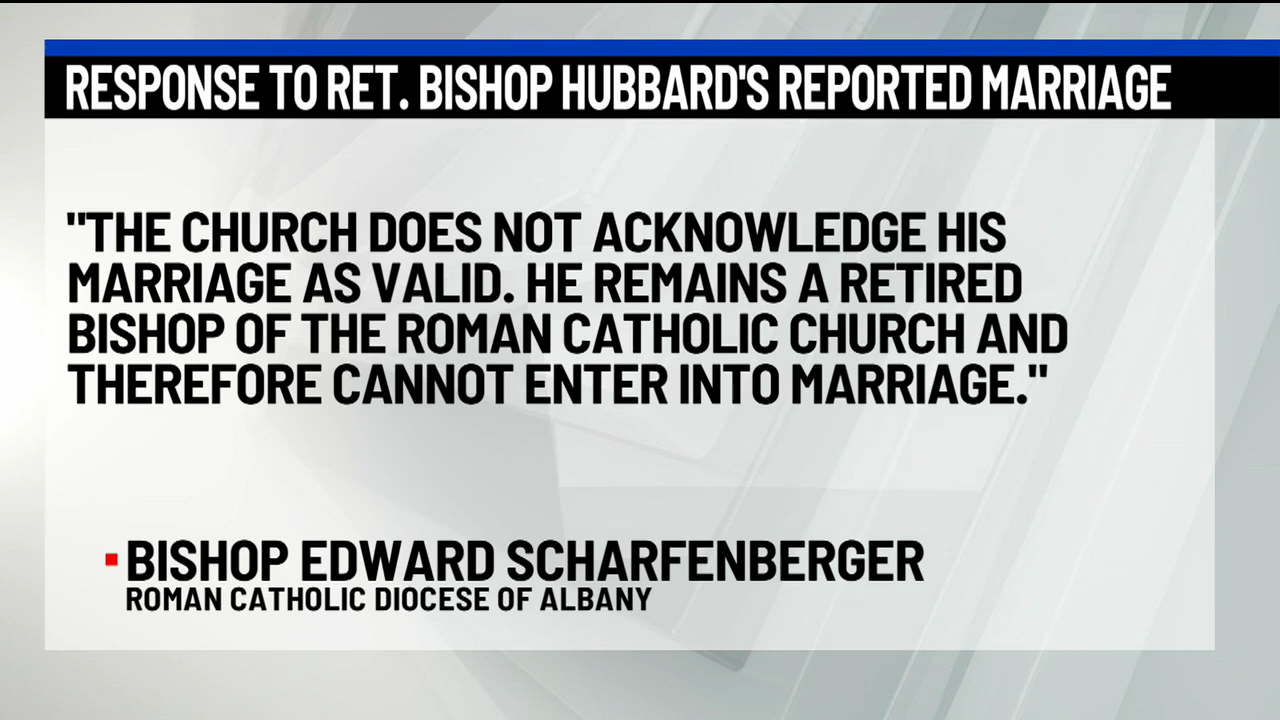 RESPONSE TO RET. BISHOP HUBBARD'S REPORTED MARRIAGE
"THE CHURCH DOES NOT ACKNOWLEDGE HIS
MARRIAGE AS VALID. HE REMAINS A RETIRED
BISHOP OF THE ROMAN CATHOLIC CHURCH AND
THEREFORE CANNOT ENTER INTO MARRIAGE."
BISHOP EDWARD SCHARFENBERGER
ROMAN CATHOLIC DIOCESE OF ALBANY